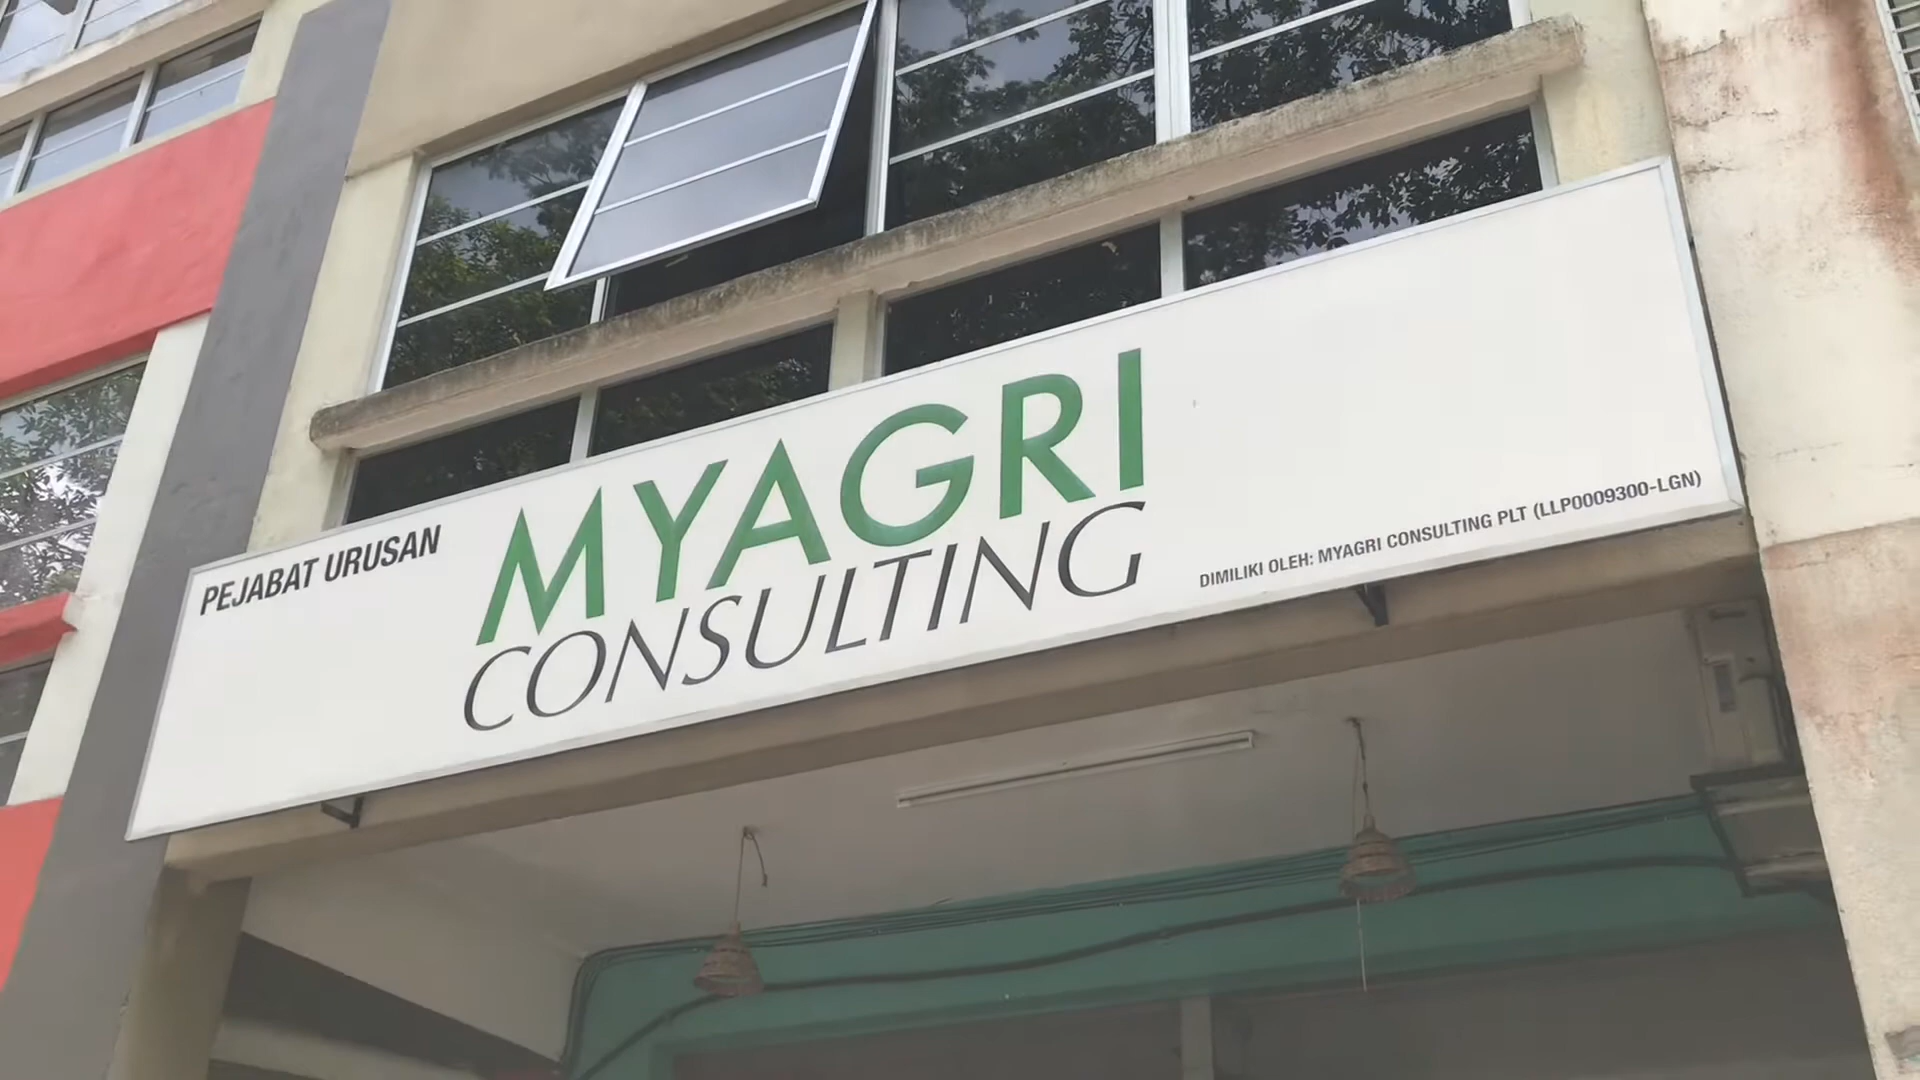 PEJABAT URUSAN
MYAGRI
CONSULTING
DIMILIKI OLEH: MYAGRI CONSULTING PLT (LLP0009300-LGN)